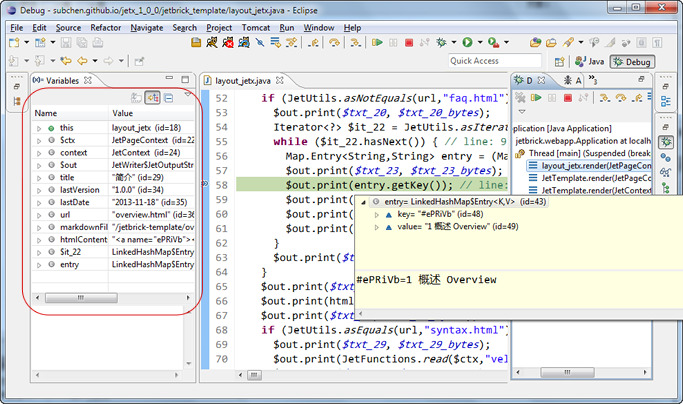 Debug - subchen.github.io/jetx_1_0_0/jetbrick_template/layout_jetx.java - Eclipse
File Edit Source Refactor Navigate Search Project Tomcat Run Window Help
Quick Access
Java
Debug
Variables
Name Value
this layout_jetx (id=18)
$ctx JetPageContext (id=22
context JetContext (id=24)
$out JetWriter$JetOutputStr
title "简介" (id=29)
lastVersion "1.0.0" (id=34)
lastDate "2013-11-18" (id=35)
url "overview.html" (id=36
markdownFil "/jetbrick-template/ov
htmlContent "<a name="ePRiVb">
$it_22 LinkedHashMap$Entry
entry LinkedHashMap$Entry
layout_jetx.java
52 if (JetUtils.asNotEquals(url,"faq.html")
53 $out.print($txt_20, $txt_20_bytes);
54 Iterator<?> $it_22 = JetUtils.asItera
55 while ($it_22.hasNext()) { // line: 9
56 Map.Entry<String,String> entry = (Ma
57 $out.print($txt_23, $txt_23_bytes);
58 $out.print(entry.getKey()); // line:
59 $out.print(
60 $out.print(
61 $out.print(
62 }
63 $out.print($t
64 }
65 $out.print($txt
66 $out.print(html
67 $out.print($txt
68 if (JetUtils.asEquals(url,"syntax.html")
69 $out.print($txt_29, $txt_29_bytes);
70 $out.print(JetFunctions.read($ctx,"vel
entry= LinkedHashMap$Entry<K,V> (id=43)
key= "#ePRiVb" (id=48)
value= "1 概述 Overview" (id=49)
#ePRiVb=1 概述 Overview
D
A
pplication [Java Application]
jetbrick.webapp.Application at localh
Thread [main] (Suspended (break
layout_jetx.render(JetPageCo
JetTemplate.render(JetPageC
JetTemplate.render(JetConte